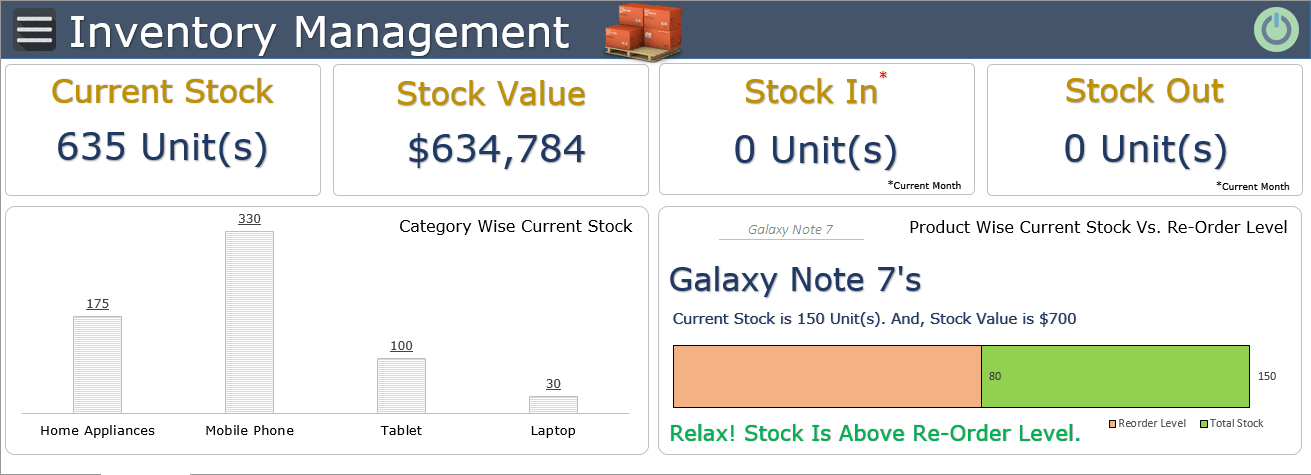 Inventory Management
Current Stock
635 Unit(s)
Stock Value
$634,784
Stock In*
0 Unit(s)
*Current Month
Stock Out
0 Unit(s)
*Current Month
Category Wise Current Stock
330
175
100
30
Home Appliances Mobile Phone Tablet Laptop
Galaxy Note 7
Product Wise Current Stock Vs. Re-Order Level
Galaxy Note 7's
Current Stock is 150 Unit(s). And, Stock Value is $700
80 150
Reorder Level Total Stock
Relax! Stock Is Above Re-Order Level.